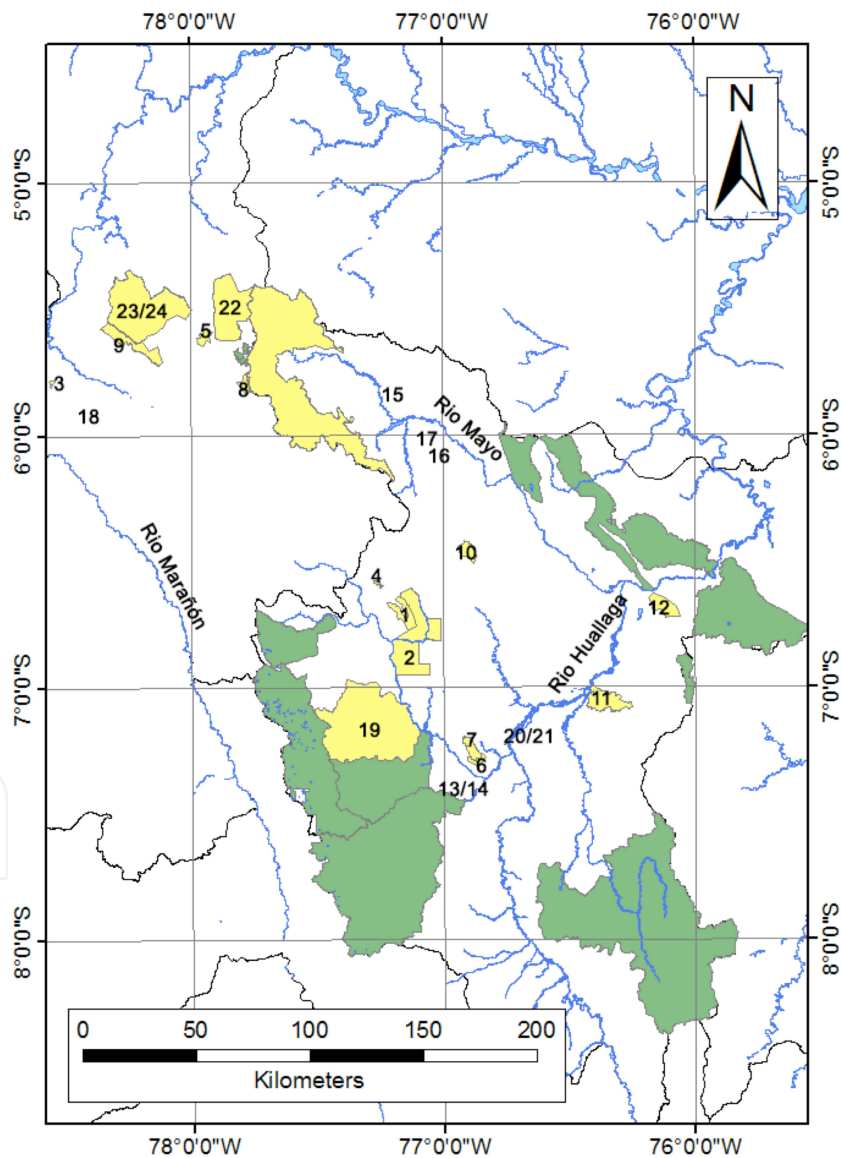 78°0'0"W 77°0'0"W 76°0'0"W
N
5°0'0"S 5°0'0"S
23/24 22
5
9
3 8
15
18
Rio Mayo
17
6°0'0"S 6°0'0"S
16
Rio Marañón
10
4
1 12
2
Rio Huallaga
7°0'0"S 7°0'0"S
11
19 7 20/21
6
13/14
8°0'0"S 8°0'0"S
0 50 100 150 200
Kilometers
78°0'0"W 77°0'0"W 76°0'0"W